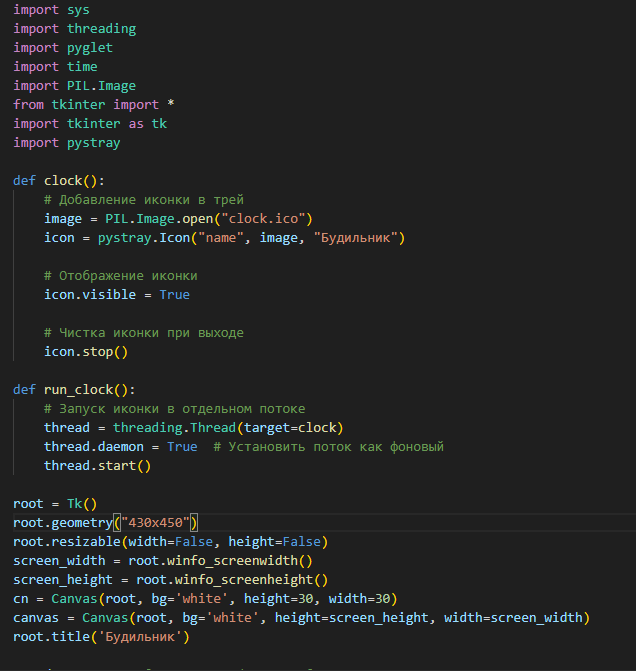 import sys
import threading
import pyglet
import time
import PIL.Image
from tkinter import *
import tkinter as tk
import pystray
def clock():
# Добавление иконки в трей
image = PIL.Image.open("clock.ico")
icon = pystray.Icon("name", image, "Будильник")
# Отображение иконки
icon.visible = True
# Чистка иконки при выходе
icon.stop()
def run_clock():
# Запуск иконки в отдельном потоке
thread = threading.Thread(target=clock)
thread.daemon = True  # Установить поток как фоновый
thread.start()
root = Tk()
root.geometry("430x450")
root.resizable(width=False, height=False)
screen_width = root.winfo_screenwidth()
screen_height = root.winfo_screenheight()
cn = Canvas(root, bg='white', height=30, width=30)
canvas = Canvas(root, bg='white', height=screen_height, width=screen_width)
root.title('Будильник')